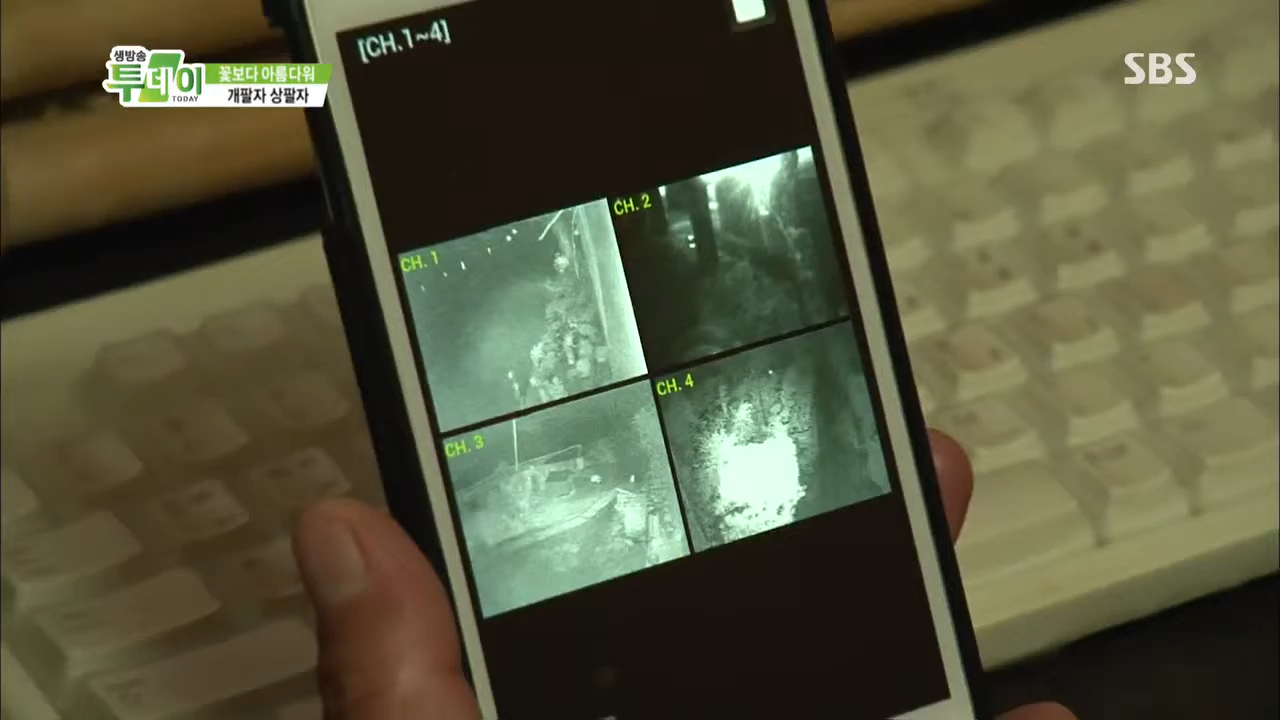 생방송
투데이
TODAY
꽃보다 아름다워
개팔자 상팔자
SBS
[CH.1~4]
CH. 1
CH. 2
CH. 3
CH. 4